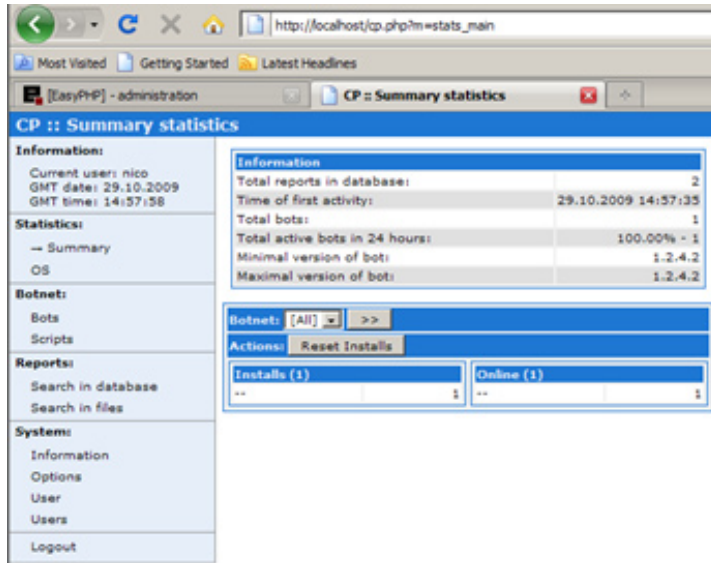 http://localhost/cp.php?m=stats_main
Most Visited Getting Started Latest Headlines
[EasyPHP] - administration
CP :: Summary statistics
CP :: Summary statistics
Information:
Current user: nico
GMT date: 29.10.2009
GMT time: 14:57:58
Statistics:
→ Summary
OS
Botnet:
Bots
Scripts
Reports:
Search in database
Search in files
System:
Information
Options
User
Users
Logout
Information
Total reports in database: 2
Time of first activity: 29.10.2009 14:57:35
Total bots: 1
Total active bots in 24 hours: 100.00% - 1
Minimal version of bot: 1.2.4.2
Maximal version of bot: 1.2.4.2
Botnet: [All] >>
Actions: Reset Installs
Installs (1)
-- 1
Online (1)
-- 1